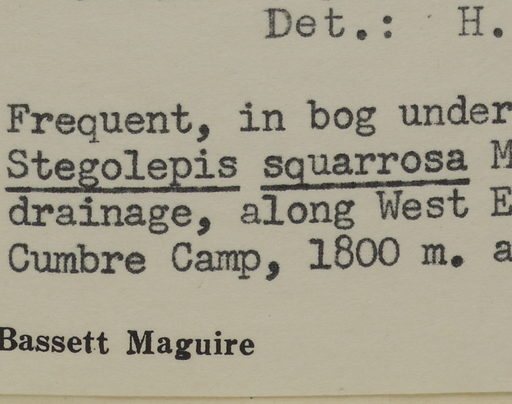 Det.: H.
Frequent, in bog under
Stegolepis squarrosa M
drainage, along West E
Cumbre Camp, 1800 m. a
Bassett Maguire